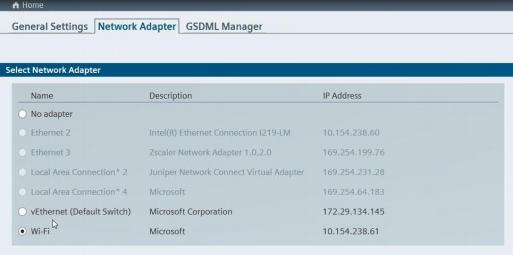 Home
General Settings Network Adapter GSDML Manager
Select Network Adapter
Name Description IP Address
No adapter
Ethernet 2 Intel(R) Ethernet Connection I219-LM 10.154.238.60
Ethernet 3 Zscaler Network Adapter 1.0.2.0 169.254.199.76
Local Area Connection* 2 Juniper Network Connect Virtual Adapter 169.254.231.28
Local Area Connection* 4 Microsoft 169.254.64.183
vEthernet (Default Switch) Microsoft Corporation 172.29.134.145
Wi-Fi Microsoft 10.154.238.61